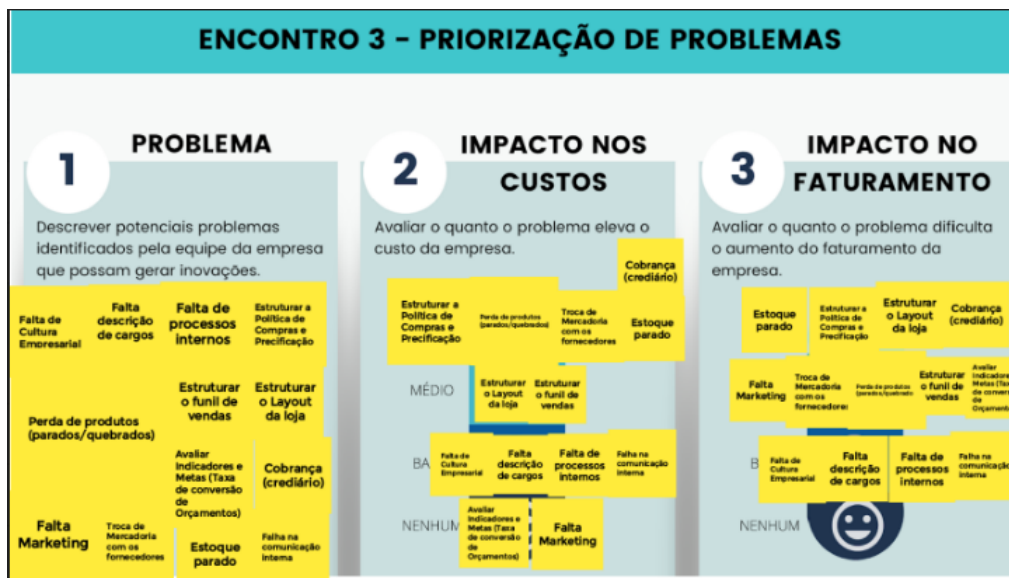 ENCONTRO 3 - PRIORIZAÇÃO DE PROBLEMAS
1
PROBLEMA
Descrever potenciais problemas
identificados pela equipe da empresa
que possam gerar inovações.
Falta de
Cultura
Empresarial
Falta
descrição
de cargos
Falta de
processos
internos
Estruturar a
Política de
Compras e
Precificação
Perda de produtos
(parados/quebrados)
Estruturar
o funil de
vendas
Estruturar
o Layout
da loja
Avaliar
Indicadores e
Metas (Taxa
de conversão
de
Orçamentos)
Cobrança
(crediário)
Falta
Marketing
Troca de
Mercadoria
com os
fornecedores
Estoque
parado
Falha na
comunicação
interna
2
IMPACTO NOS
CUSTOS
Avaliar o quanto o problema eleva o
custo da empresa.
Cobrança
(crediário)
Estruturar a
Política de
Compras e
Precificação
Perda de produtos
(parados/quebrados)
Troca de
Mercadoria
com os
fornecedores
Estoque
parado
MÉDIO
Estruturar
o Layout
da loja
Estruturar
o funil de
vendas
BA
Falta de
Cultura
Empresarial
Falta
descrição
de cargos
Falta de
processos
internos
Falha na
comunicação
interna
NENHUM
Avaliar
Indicadores e
Metas (Taxa
de conversão
de
Orçamentos)
Falta
Marketing
3
IMPACTO NO
FATURAMENTO
Avaliar o quanto o problema dificulta
o aumento do faturamento da
empresa.
Estoque
parado
Estruturar a
Política de
Compras e
Precificação
Estruturar
o Layout
da loja
Cobrança
(crediário)
Falta
Marketing
Troca de
Mercadoria
com os
fornecedores
Perda de produtos
(parados/quebrado
Estruturar
o funil de
vendas
Avaliar
Indicadores
Metas (Taxa
de conversão
de
Orçamentos
B
Falta de
Cultura
Empresarial
Falta
descrição
de cargos
Falta de
processos
internos
Falha na
comunicação
interna
NENHUM